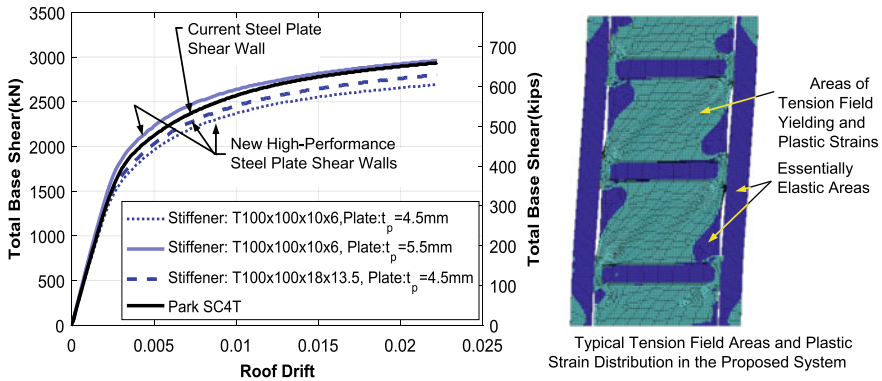 3500
3000
2500
2000
1500
1000
500
0
Total Base Shear(kN)
0
0.005
0.01
0.015
0.02
0.025
Roof Drift
700
600
500
400
300
200
100
0
Total Base Shear(kips)
Current Steel Plate
Shear Wall
New High-Performance
Steel Plate Shear Walls
Stiffener: T100x100x10x6,Plate:tp=4.5mm
Stiffener: T100x100x10x6, Plate:tp=5.5mm
Stiffener: T100x100x18x13.5, Plate:tp=4.5mm
Park SC4T
Areas of
Tension Field
Yielding and
Plastic Strains
Essentially
Elastic Areas
Typical Tension Field Areas and Plastic
Strain Distribution in the Proposed System